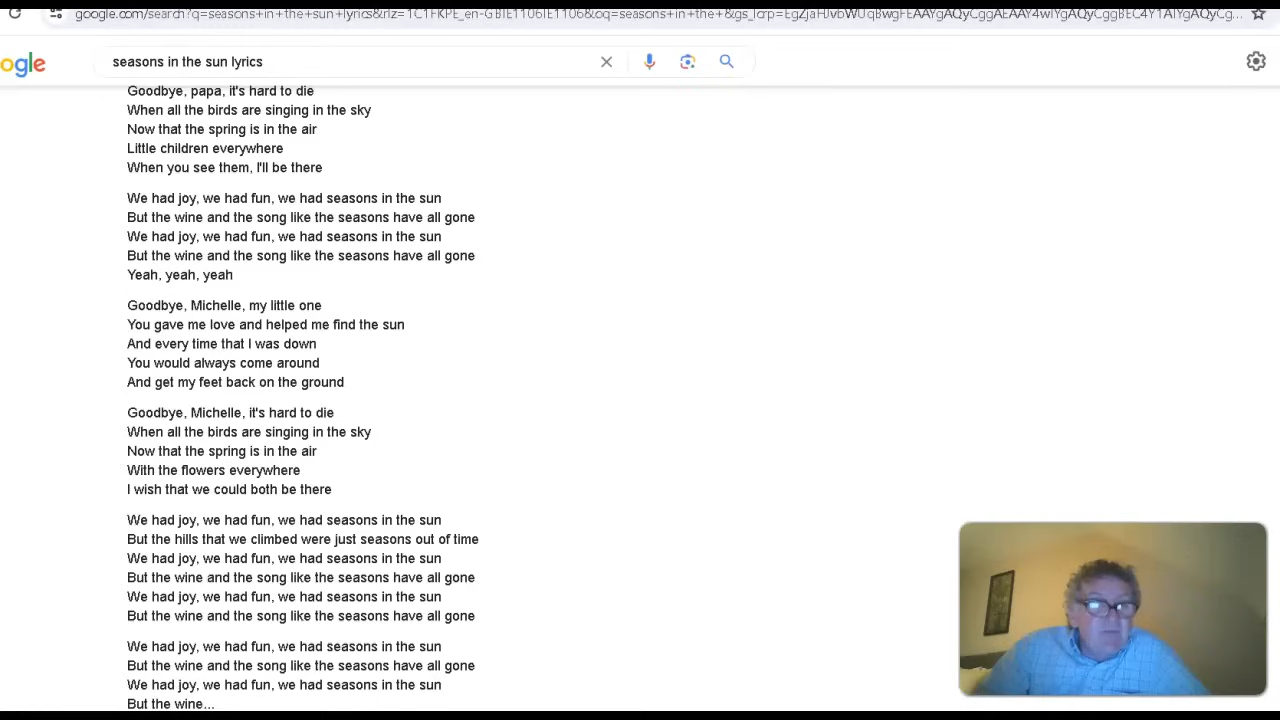 ogle
seasons in the sun lyrics
Goodbye, papa, it's hard to die
When all the birds are singing in the sky
Now that the spring is in the air
Little children everywhere
When you see them, I'll be there
We had joy, we had fun, we had seasons in the sun
But the wine and the song like the seasons have all gone
We had joy, we had fun, we had seasons in the sun
But the wine and the song like the seasons have all gone
Yeah, yeah, yeah
Goodbye, Michelle, my little one
You gave me love and helped me find the sun
And every time that I was down
You would always come around
And get my feet back on the ground
Goodbye, Michelle, it's hard to die
When all the birds are singing in the sky
Now that the spring is in the air
With the flowers everywhere
I wish that we could both be there
We had joy, we had fun, we had seasons in the sun
But the hills that we climbed were just seasons out of time
We had joy, we had fun, we had seasons in the sun
But the wine and the song like the seasons have all gone
We had joy, we had fun, we had seasons in the sun
But the wine and the song like the seasons have all gone
We had joy, we had fun, we had seasons in the sun
But the wine and the song like the seasons have all gone
We had joy, we had fun, we had seasons in the sun
But the wine...